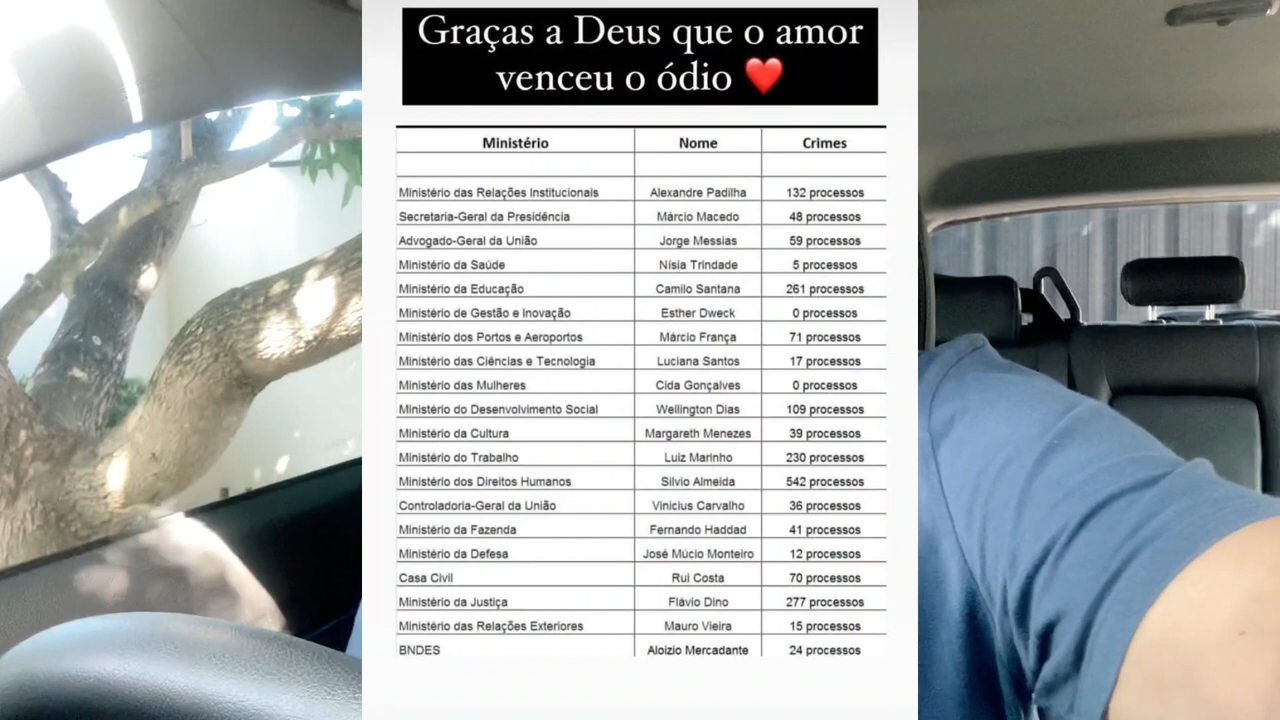 Graças a Deus que o amor
venceu o ódio ❤️
Ministério Nome Crimes
Ministério das Relações Institucionais Alexandre Padilha 132 processos
Secretaria-Geral da Presidência Márcio Macedo 48 processos
Advogado-Geral da União Jorge Messias 59 processos
Ministério da Saúde Nísia Trindade 5 processos
Ministério da Educação Camilo Santana 261 processos
Ministério de Gestão e Inovação Esther Dweck 0 processos
Ministério dos Portos e Aeroportos Márcio França 71 processos
Ministério das Ciências e Tecnologia Luciana Santos 17 processos
Ministério das Mulheres Cida Gonçalves 0 processos
Ministério do Desenvolvimento Social Wellington Dias 109 processos
Ministério da Cultura Margareth Menezes 39 processos
Ministério do Trabalho Luiz Marinho 230 processos
Ministério dos Direitos Humanos Silvio Almeida 542 processos
Controladoria-Geral da União Vinicius Carvalho 36 processos
Ministério da Fazenda Fernando Haddad 41 processos
Ministério da Defesa José Múcio Monteiro 12 processos
Casa Civil Rui Costa 70 processos
Ministério da Justiça Flávio Dino 277 processos
Ministério das Relações Exteriores Mauro Vieira 15 processos
BNDES Aloizio Mercadante 24 processos